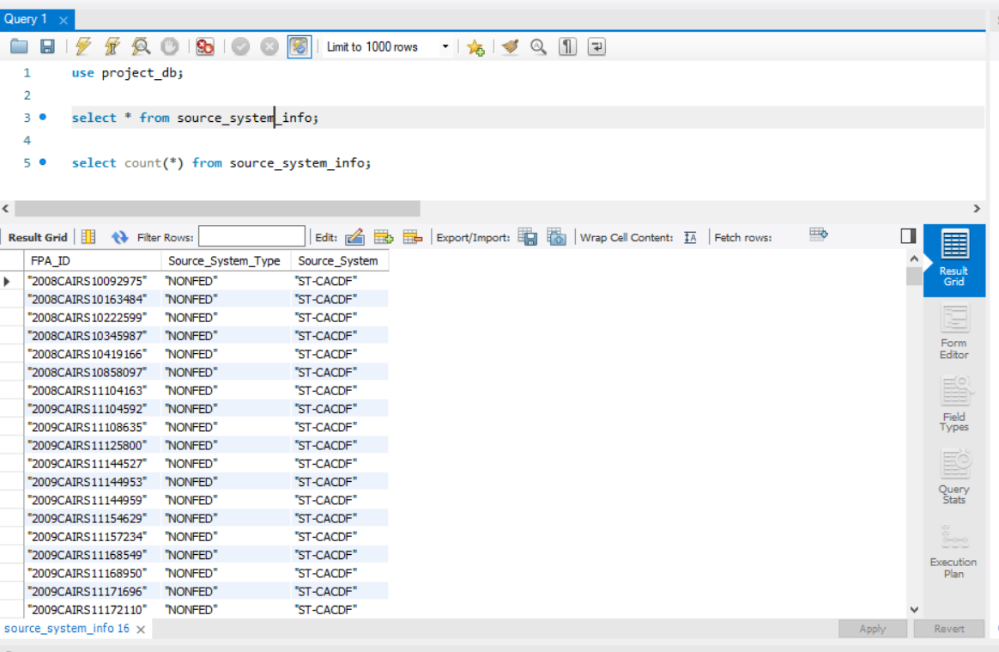 Query 1
Limit to 1000 rows
1 use project_db;
2
3 select * from source_system_info;
4
5 select count(*) from source_system_info;
Result Grid Filter Rows: Edit: Export/Import: Wrap Cell Content: Fetch rows:
FPA_ID Source_System_Type Source_System
"2008CAIRS10092975" "NONFED" "ST-CACDF"
"2008CAIRS10163484" "NONFED" "ST-CACDF"
"2008CAIRS10222599" "NONFED" "ST-CACDF"
"2008CAIRS10345987" "NONFED" "ST-CACDF"
"2008CAIRS10419166" "NONFED" "ST-CACDF"
"2008CAIRS10858097" "NONFED" "ST-CACDF"
"2008CAIRS11104163" "NONFED" "ST-CACDF"
"2009CAIRS11104592" "NONFED" "ST-CACDF"
"2009CAIRS11108635" "NONFED" "ST-CACDF"
"2009CAIRS11125800" "NONFED" "ST-CACDF"
"2009CAIRS11144527" "NONFED" "ST-CACDF"
"2009CAIRS11144953" "NONFED" "ST-CACDF"
"2009CAIRS11144959" "NONFED" "ST-CACDF"
"2009CAIRS11154629" "NONFED" "ST-CACDF"
"2009CAIRS11157234" "NONFED" "ST-CACDF"
"2009CAIRS11168549" "NONFED" "ST-CACDF"
"2009CAIRS11168950" "NONFED" "ST-CACDF"
"2009CAIRS11171696" "NONFED" "ST-CACDF"
"2009CAIRS11172110" "NONFED" "ST-CACDF"
Result
Grid
Form
Editor
Field
Types
Query
Stats
Execution
Plan
source_system_info 16
Apply Revert